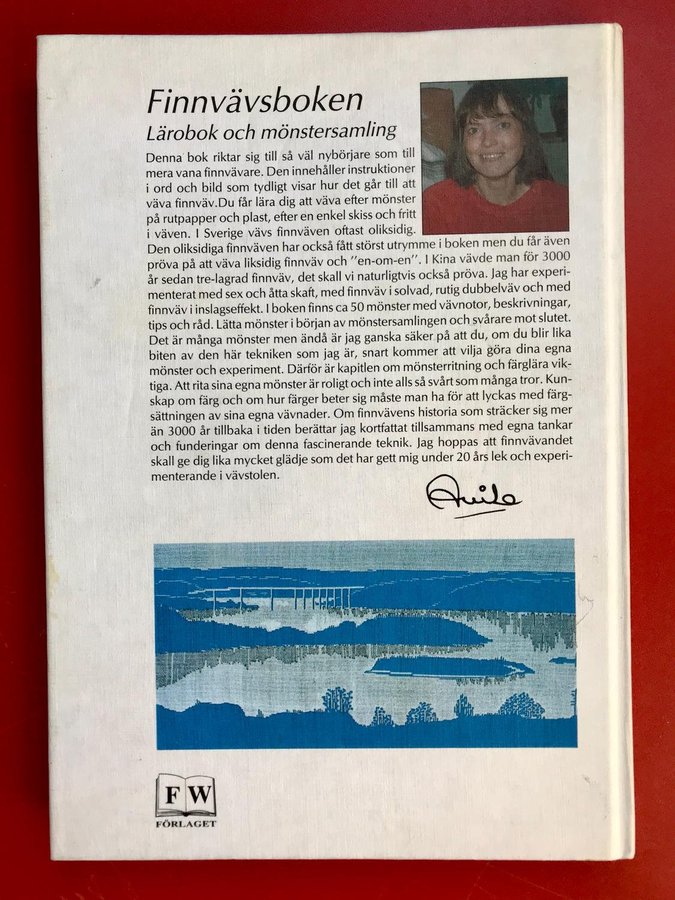 Finnvävsboken
Lärobok och mönstersamling
Denna bok riktar sig till så väl nybörjare som till
mera vana finnvävare. Den innehåller instruktioner
i ord och bild som tydligt visar hur det går till att
väva finnväv.Du får lära dig att väva efter mönster
på rutpapper och plast, efter en enkel skiss och fritt
i väven. I Sverige vävs finnväven oftast oliksidig.
Den oliksidiga finnväven har också fått störst utrymme i boken men du får även
pröva på att väva liksidig finnväv och "en-om-en". I Kina vävde man för 3000
år sedan tre-lagrad finnväv, det skall vi naturligtvis också pröva. Jag har experi-
menterat med sex och åtta skaft, med finnväv i solvad, rutig dubbelväv och med
finnväv i inslagseffekt. I boken finns ca 50 mönster med vävnotor, beskrivningar,
tips och råd. Lätta mönster i början av mönstersamlingen och svårare mot slutet.
Det är många mönster men ändå är jag ganska säker på att du, om du blir lika
biten av den här tekniken som jag är, snart kommer att vilja göra dina egna
mönster och experiment. Därför är kapitlen om mönsterritning och färglära vik-
tiga. Att rita sina egna mönster är roligt och inte alls så svårt som många tror. Kun-
skap om färg och om hur färger beter sig måste man ha för att lyckas med färg-
sättningen av sina egna vävnader. Om finnvävens historia som sträcker sig mer
än 3000 år tillbaka i tiden berättar jag kortfattat tillsammans med egna tankar
och funderingar om denna fascinerande teknik. Jag hoppas att finnvävandet
skall ge dig lika mycket glädje som det har gett mig under 20 års lek och experi-
menterande i vävstolen.
FW
FÖRLAGET